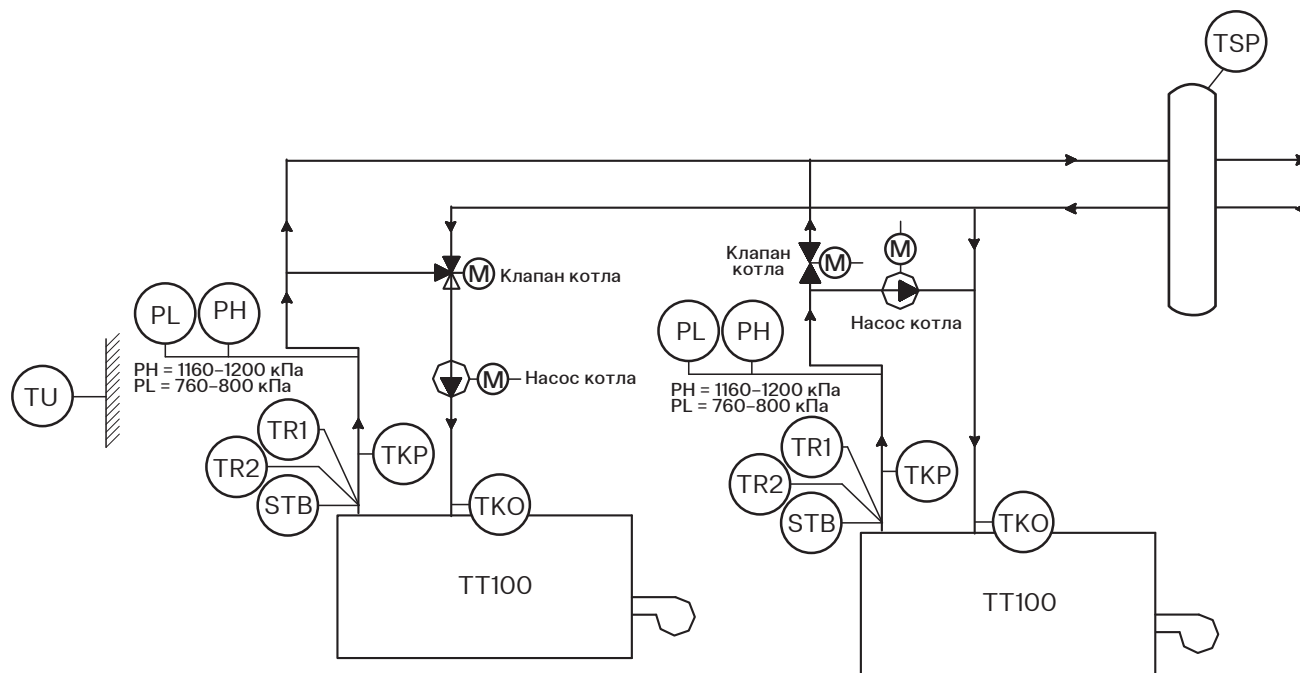 TSP
M
Клапан котла
M
Клапан
котла
M
Насос котла
PL
PH
PH = 1160–1200 кПа
PL = 760–800 кПа
PL
PH
PH = 1160–1200 кПа
PL = 760–800 кПа
TU
M
Насос котла
TR1
TR2
STB
TKP
TKO
TT100
TR1
TR2
STB
TKP
TKO
TT100